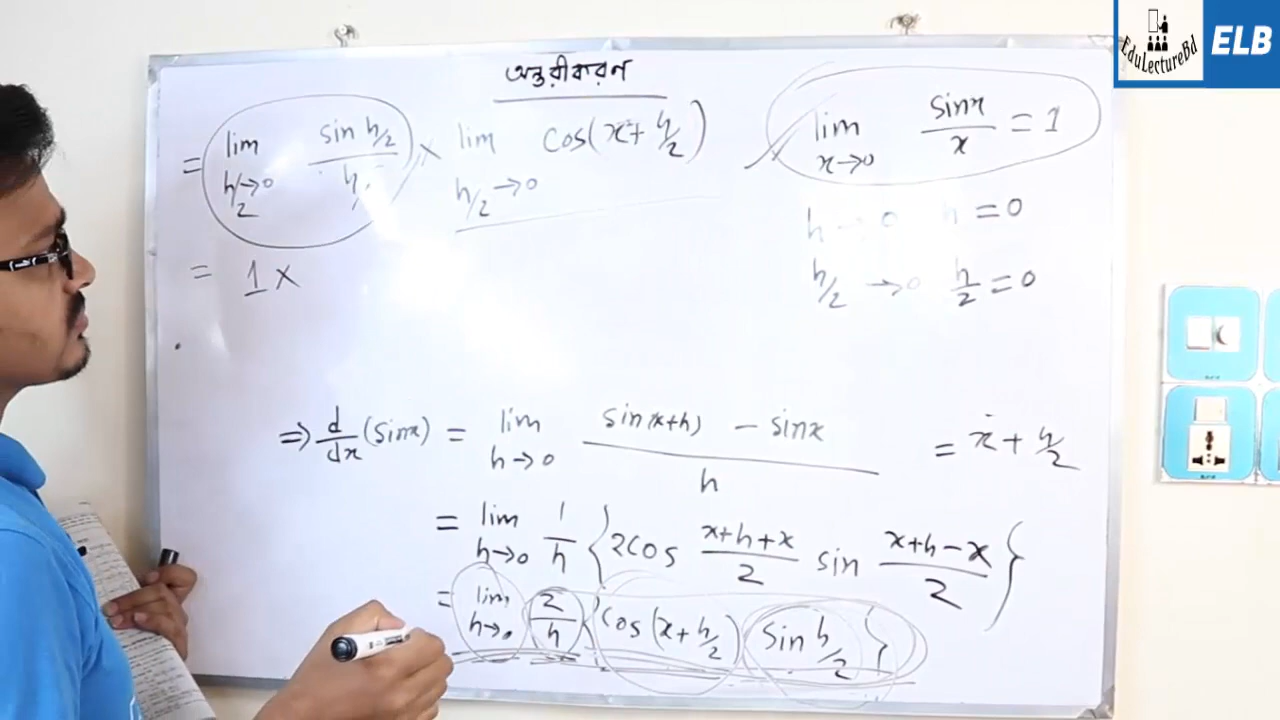 EduLectureBd ELB
অন্তরীকরণ
= lim h/2→0 sin h/2 / h/2 × lim h/2→0 cos(x+h/2)
lim x→0 sinx/x = 1
h→0 h=0
h/2→0 h/2=0
= 1×
⇒ d/dx (sinx) = lim h→0 sin(x+h) − sinx / h
= x + h/2
= lim h→0 1/h {2cos x+h+x/2 sin x+h−x/2}
= lim h→0 2/h {cos(x+h/2) sin h/2}